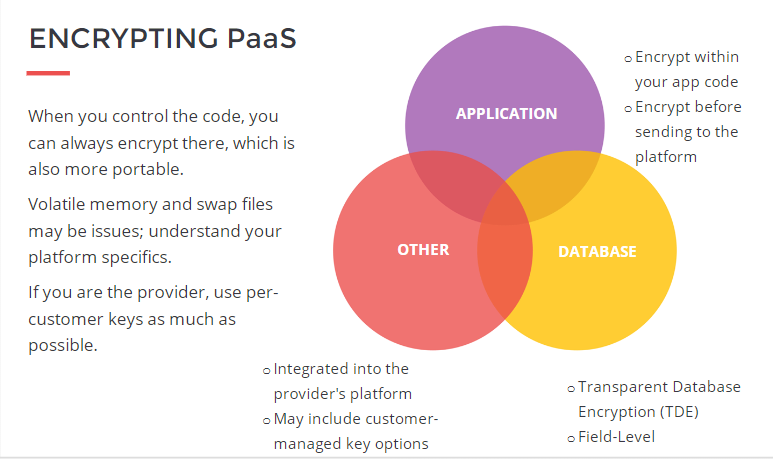 ENCRYPTING PaaS
When you control the code, you
can always encrypt there, which is
also more portable.
Volatile memory and swap files
may be issues; understand your
platform specifics.
If you are the provider, use per-
customer keys as much as
possible.
APPLICATION
○ Encrypt within
your app code
○ Encrypt before
sending to the
platform
OTHER
DATABASE
○ Integrated into the
provider's platform
○ May include customer-
managed key options
○ Transparent Database
Encryption (TDE)
○ Field-Level